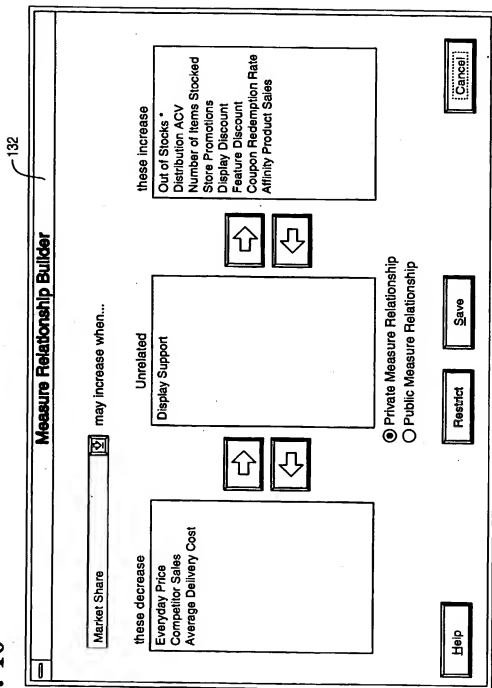 132
Measure Relationship Builder
Market Share
may increase when...
these decrease
Everyday Price
Competitor Sales
Average Delivery Cost
Unrelated
Display Support
these increase
Out of Stocks *
Distribution ACV
Number of Items Stocked
Store Promotions
Display Discount
Feature Discount
Coupon Redemption Rate
Affinity Product Sales
Private Measure Relationship
Public Measure Relationship
Help
Restrict
Save
Cancel